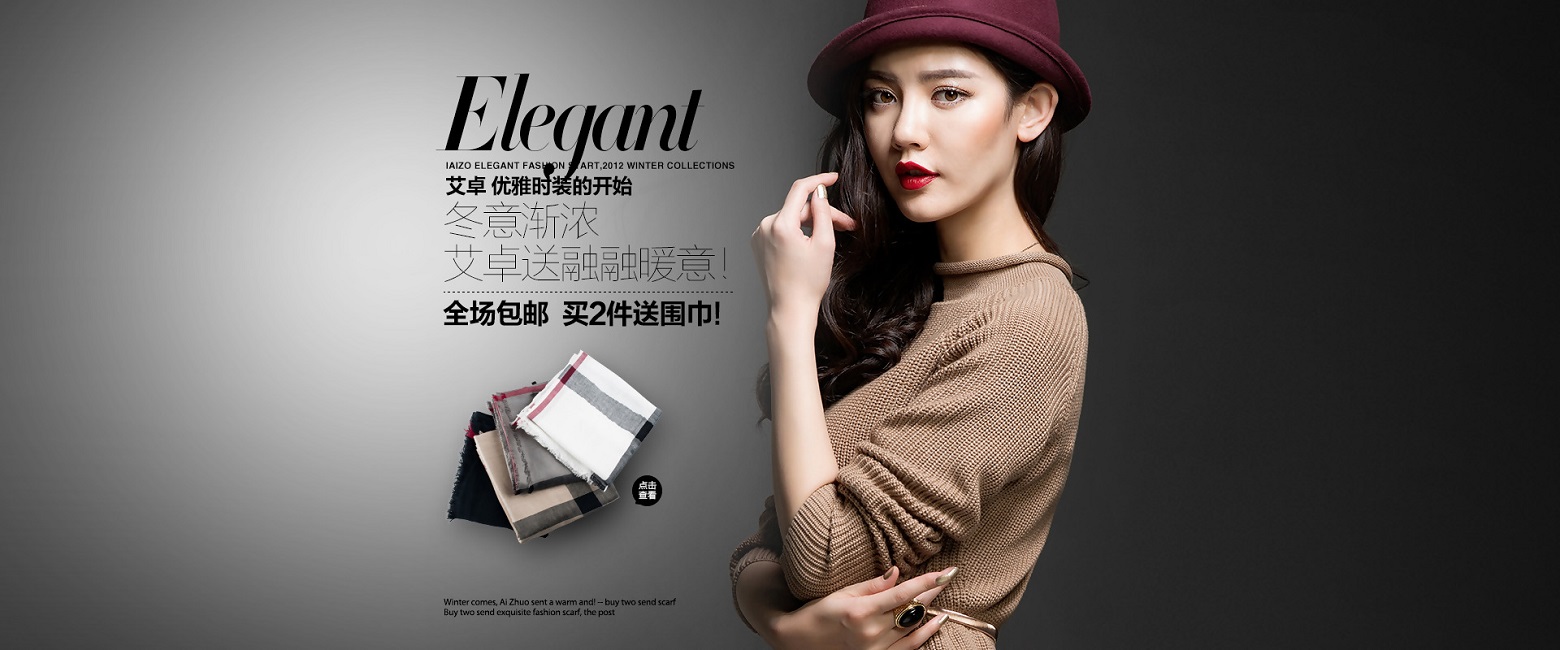 Elegant
IAIZO ELEGANT FASHION START,2012 WINTER COLLECTIONS
艾卓 优雅时装的开始
冬意渐浓
艾卓送融融暖意!
全场包邮 买2件送围巾!
点击
查看
Winter comes, Ai Zhuo sent a warm and! -- buy two send scarf
Buy two send exquisite fashion scarf, the post